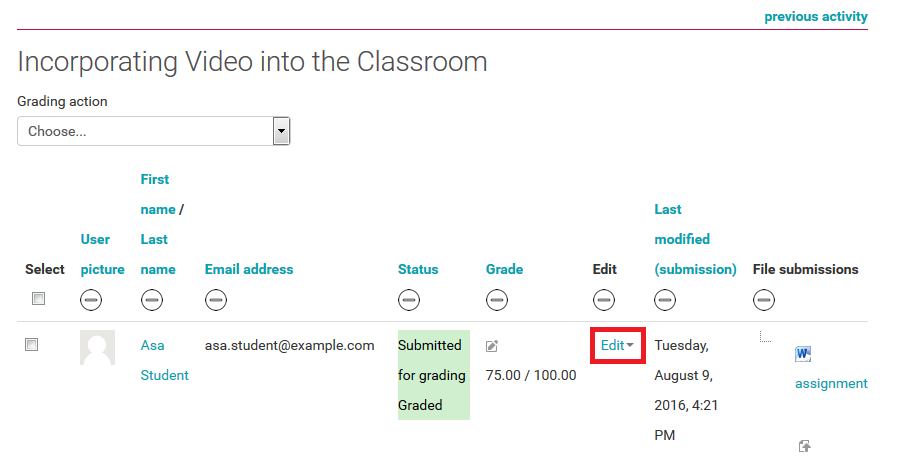 previous activity
Incorporating Video into the Classroom
Grading action
Choose...
Select
User
picture
First
name /
Last
name
Email address
Status
Grade
Edit
Last
modified
(submission)
File submissions
Asa
Student
asa.student@example.com
Submitted
for grading
Graded
75.00 / 100.00
Edit
Tuesday,
August 9,
2016, 4:21
PM
W
assignment